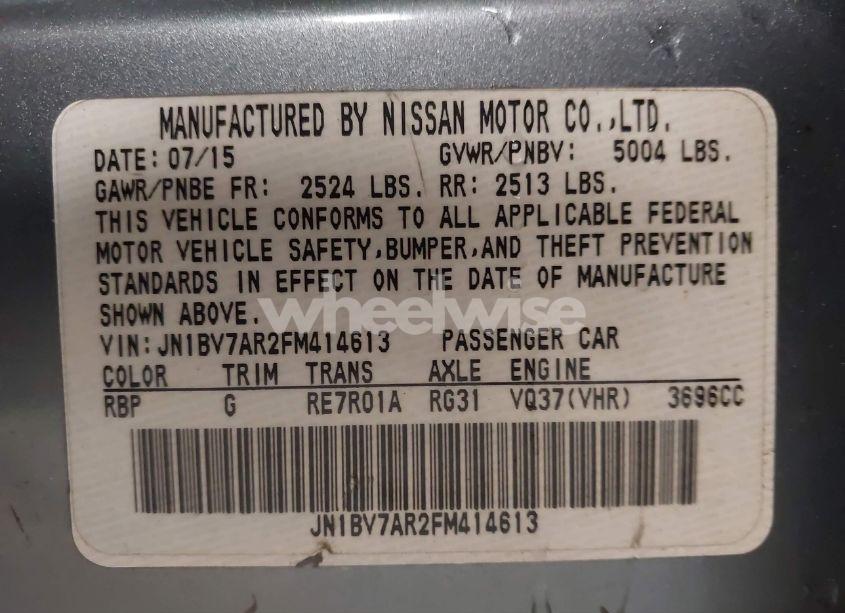 MANUFACTURED BY NISSAN MOTOR CO.,LTD.
DATE: 07/15 GVWR/PNBV: 5004 LBS.
GAWR/PNBE FR: 2524 LBS. RR: 2513 LBS.
THIS VEHICLE CONFORMS TO ALL APPLICABLE FEDERAL
MOTOR VEHICLE SAFETY,BUMPER,AND THEFT PREVENTION
STANDARDS IN EFFECT ON THE DATE OF MANUFACTURE
SHOWN ABOVE.
wheelwise
VIN:JN1BV7AR2FM414613 PASSENGER CAR
COLOR TRIM TRANS AXLE ENGINE
RBP G RE7R01A RG31 VQ37(VHR) 3696CC
JN1BV7AR2FM414613